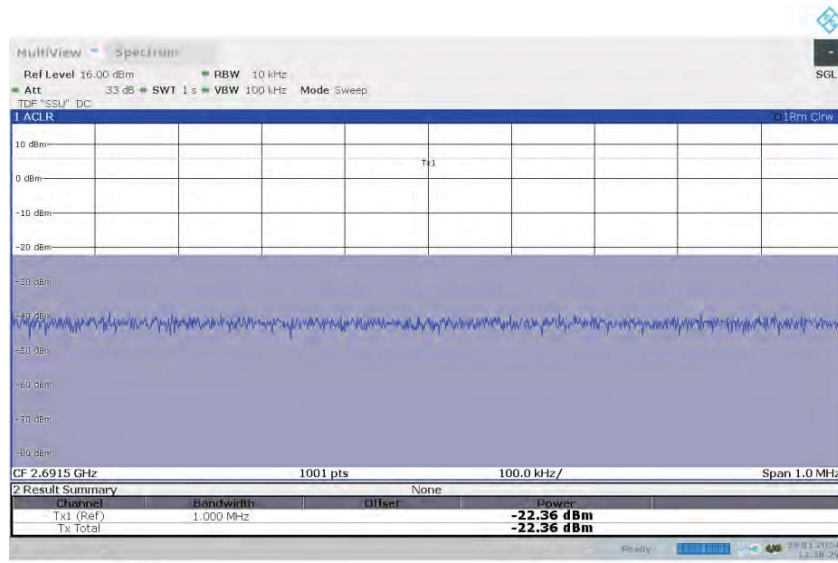 MultiView Spectrum
Ref Level 16.00 dBm RBW 10 kHz SGL
Att 33 dB SWT 1 s VBW 100 kHz Mode Sweep
TDF "SSU" DC
1 ACLR 1Rm Clrw
10 dBm
Tx1
0 dBm
-10 dBm
-20 dBm
-30 dBm
-40 dBm
-50 dBm
-60 dBm
-70 dBm
-80 dBm
CF 2.6915 GHz 1001 pts 100.0 kHz/ Span 1.0 MHz
2 Result Summary None
Channel Bandwidth Offset Power
Tx1 (Ref) 1.000 MHz -22.36 dBm
Tx Total -22.36 dBm
Ready